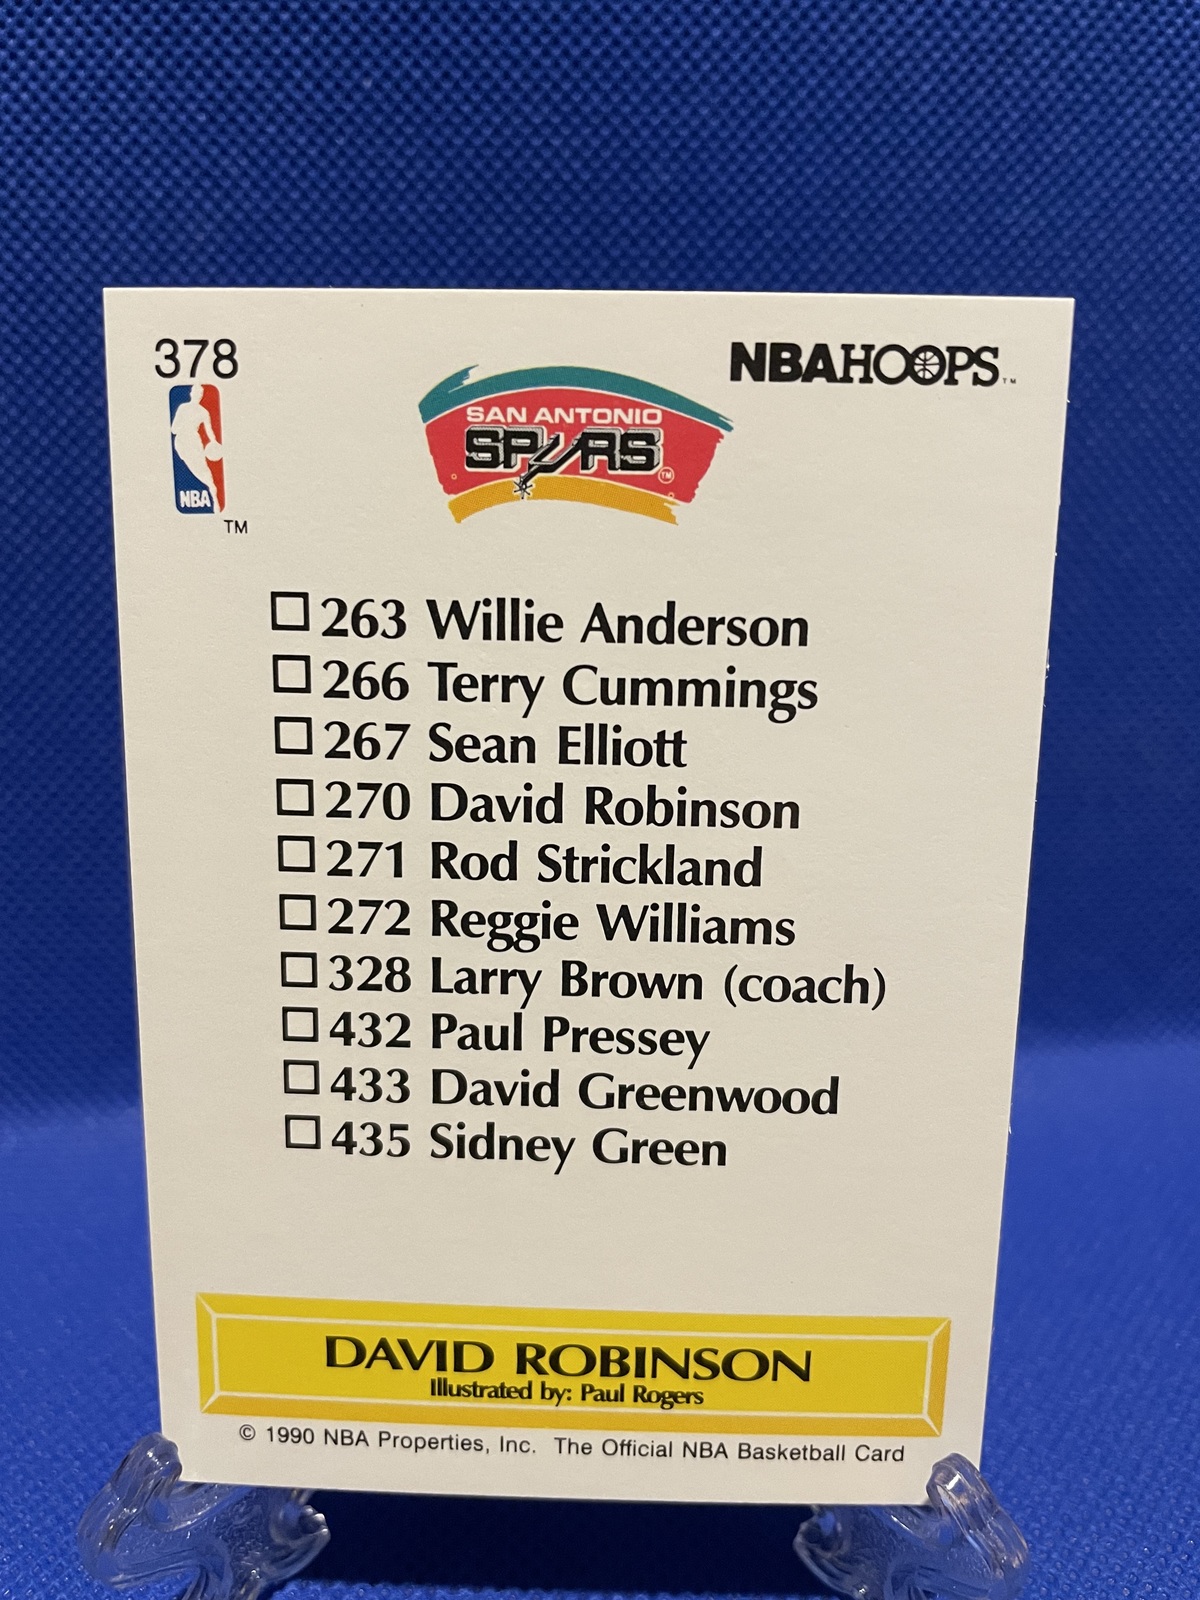 378
NBA HOOPS™
NBA
TM
SAN ANTONIO
SPURS
TM
☐ 263 Willie Anderson
☐ 266 Terry Cummings
☐ 267 Sean Elliott
☐ 270 David Robinson
☐ 271 Rod Strickland
☐ 272 Reggie Williams
☐ 328 Larry Brown (coach)
☐ 432 Paul Pressey
☐ 433 David Greenwood
☐ 435 Sidney Green
DAVID ROBINSON
Illustrated by: Paul Rogers
© 1990 NBA Properties, Inc. The Official NBA Basketball Card